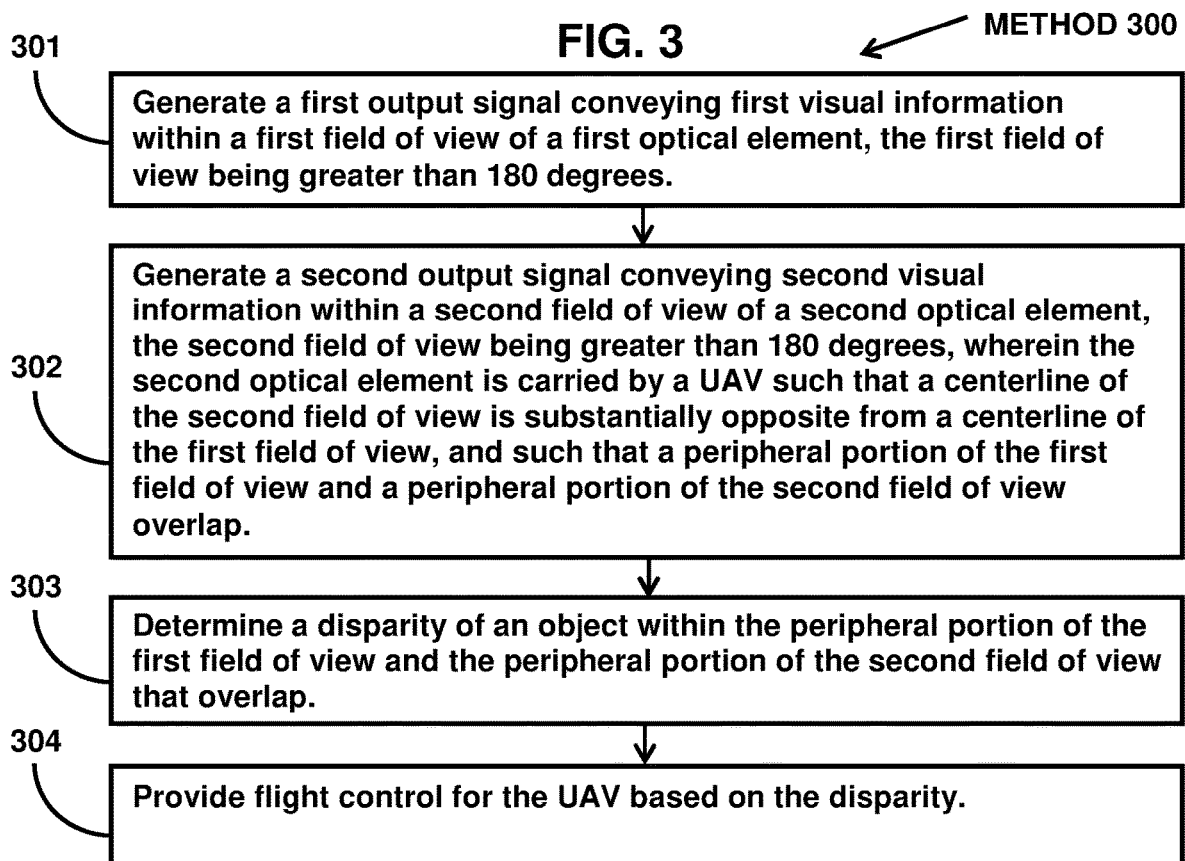 FIG. 3
METHOD 300
301
Generate a first output signal conveying first visual information
within a first field of view of a first optical element, the first field of
view being greater than 180 degrees.
302
Generate a second output signal conveying second visual
information within a second field of view of a second optical element,
the second field of view being greater than 180 degrees, wherein the
second optical element is carried by a UAV such that a centerline of
the second field of view is substantially opposite from a centerline of
the first field of view, and such that a peripheral portion of the first
field of view and a peripheral portion of the second field of view
overlap.
303
Determine a disparity of an object within the peripheral portion of the
first field of view and the peripheral portion of the second field of view
that overlap.
304
Provide flight control for the UAV based on the disparity.